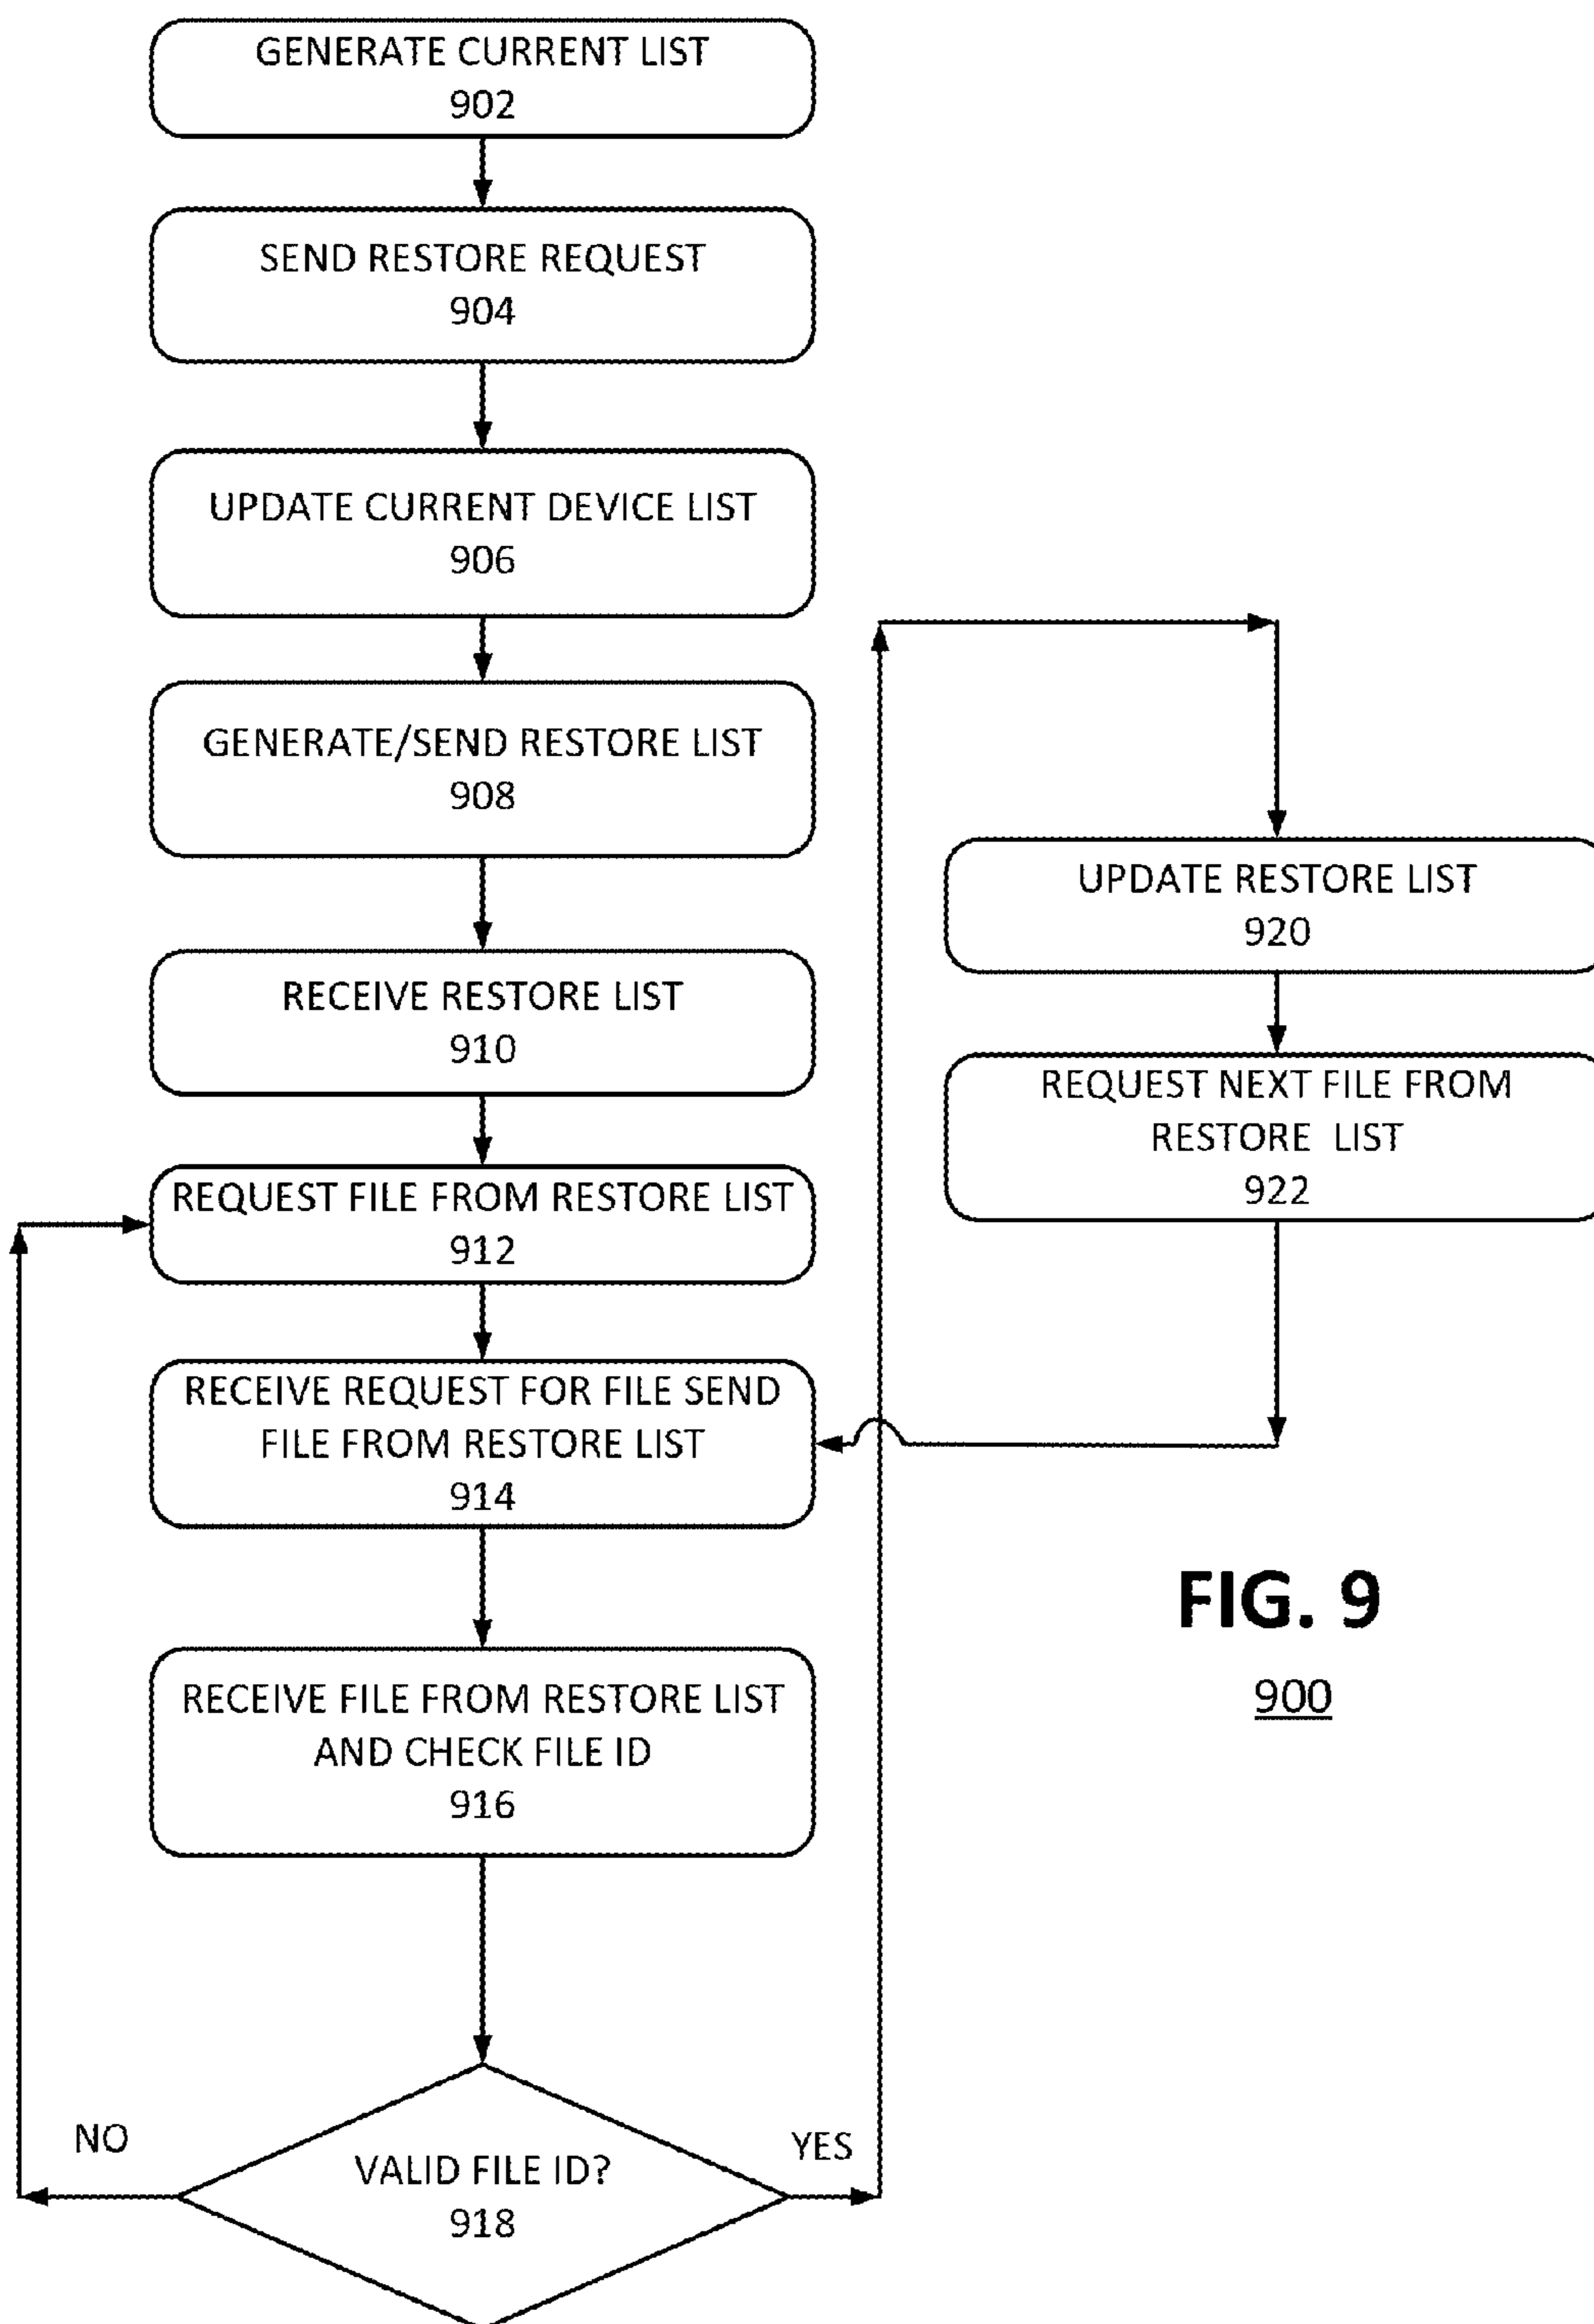 GENERATE CURRENT LIST
902
SEND RESTORE REQUEST
904
UPDATE CURRENT DEVICE LIST
906
GENERATE/SEND RESTORE LIST
908
RECEIVE RESTORE LIST
910
REQUEST FILE FROM RESTORE LIST
912
RECEIVE REQUEST FOR FILE SEND
FILE FROM RESTORE LIST
914
RECEIVE FILE FROM RESTORE LIST
AND CHECK FILE ID
916
NO
VALID FILE ID?
918
YES
UPDATE RESTORE LIST
920
REQUEST NEXT FILE FROM
RESTORE LIST
922
FIG. 9
900